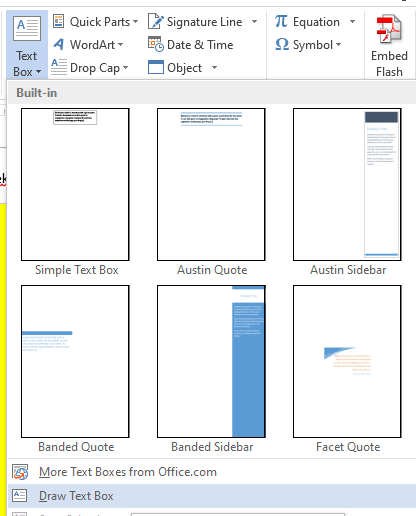 Text
Box
Quick Parts
WordArt
Drop Cap
Signature Line
Date & Time
Object
Equation
Symbol
Embed
Flash
Built-in
Simple Text Box
Austin Quote
Austin Sidebar
Banded Quote
Banded Sidebar
Facet Quote
More Text Boxes from Office.com
Draw Text Box